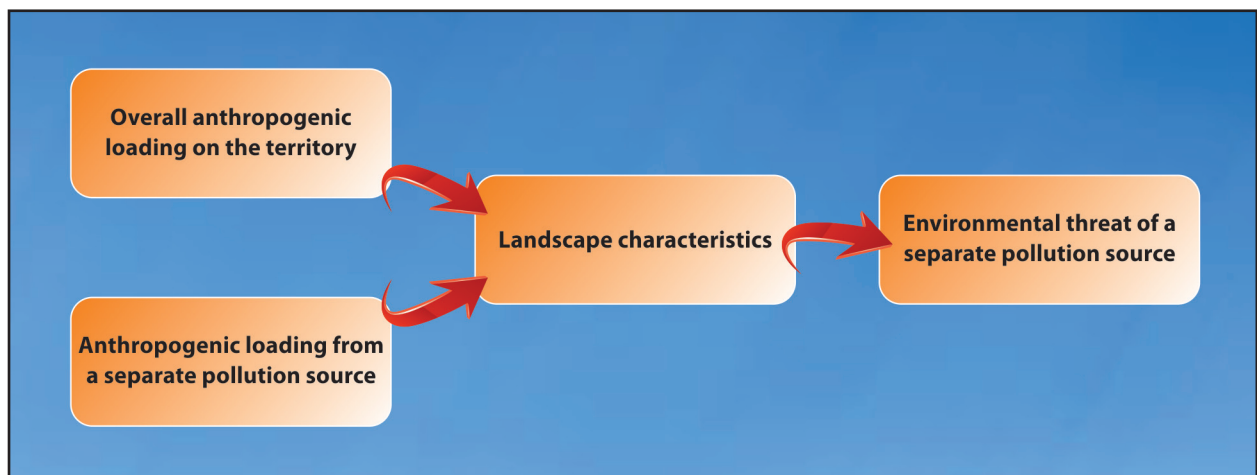 Overall anthropogenic
loading on the territory
Landscape characteristics
Environmental threat of a
separate pollution source
Anthropogenic loading from
a separate pollution source